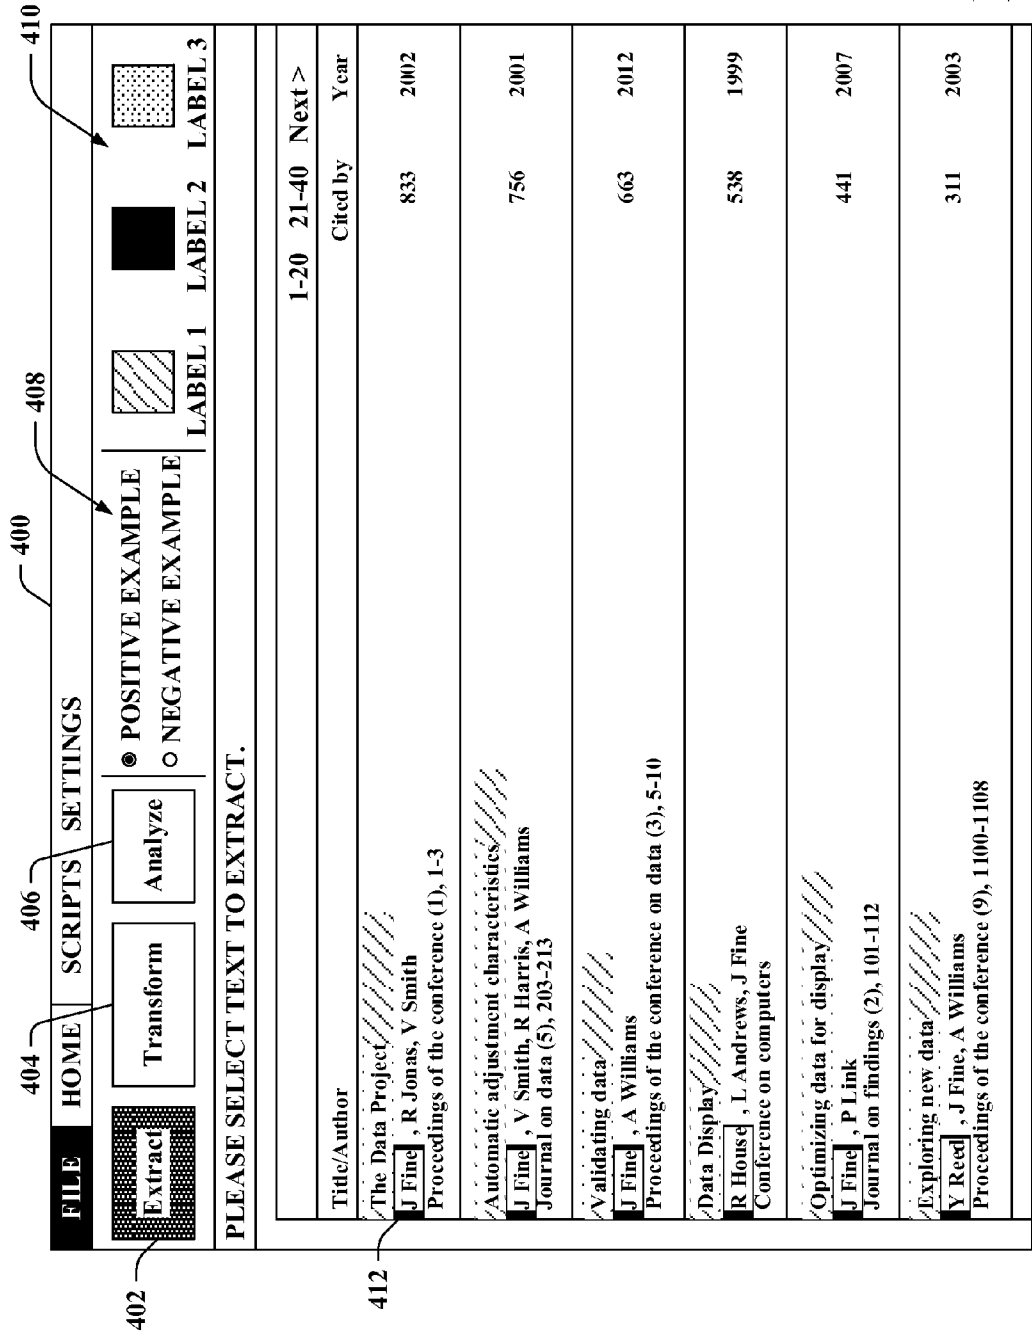 400
410
408
406
404
402
412
FILE HOME SCRIPTS SETTINGS
Extract Transform Analyze
POSITIVE EXAMPLE
NEGATIVE EXAMPLE
LABEL 1 LABEL 2 LABEL 3
PLEASE SELECT TEXT TO EXTRACT.
1-20 21-40 Next >
Title/Author Cited by Year
The Data Project 833 2002
J Fine, R Jonas, V Smith
Proceedings of the conference (1), 1-3
Automatic adjustment characteristics 756 2001
J Fine, V Smith, R Harris, A Williams
Journal on data (5), 203-213
Validating data 663 2012
J Fine, A Williams
Proceedings of the conference on data (3), 5-10
Data Display 538 1999
R House, L Andrews, J Fine
Conference on computers
Optimizing data for display 441 2007
J Fine, P Link
Journal on findings (2), 101-112
Exploring new data 311 2003
Y Reed, J Fine, A Williams
Proceedings of the conference (9), 1100-1108